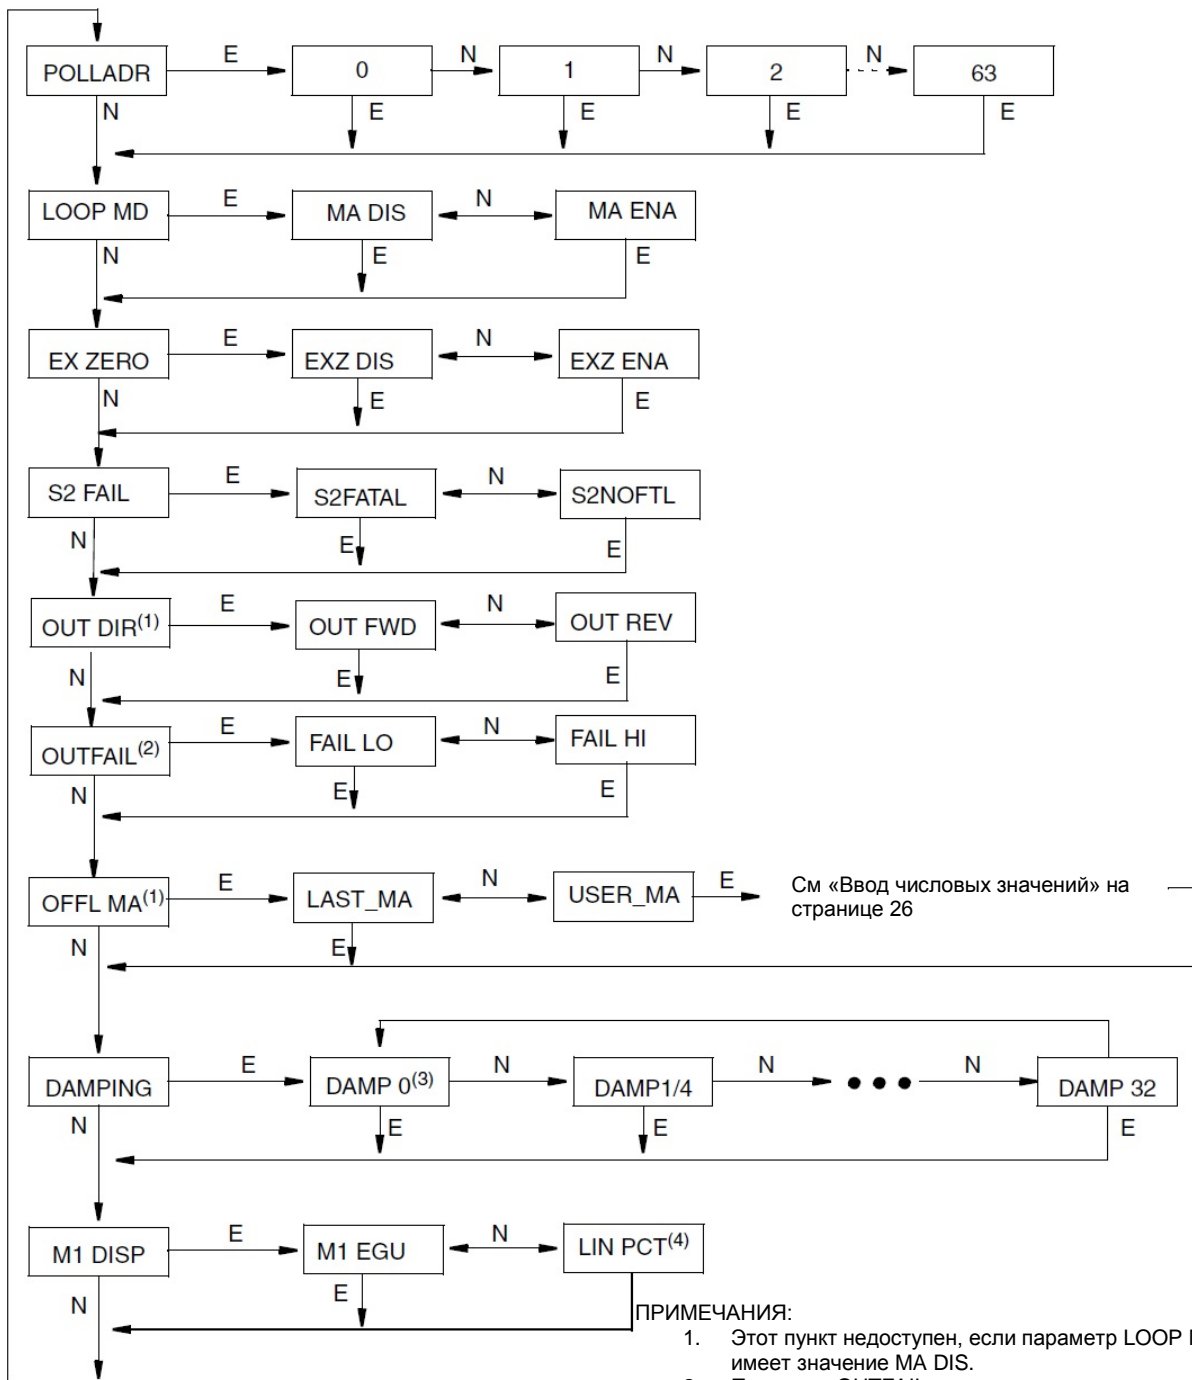 E N N N
POLLADR 0 1 2 63
N E E E E
E N
LOOP MD MA DIS MA ENA
N E E
E N
EX ZERO EXZ DIS EXZ ENA
N E E
E N
S2 FAIL S2FATAL S2NOFTL
N E E
E N
OUT DIR(1) OUT FWD OUT REV
N E E
E N
OUTFAIL(2) FAIL LO FAIL HI
N E E
E N E
OFFL MA(1) LAST_MA USER_MA
См «Ввод числовых значений» на
странице 26
N E
E N N N
DAMPING DAMP 0(3) DAMP1/4 ••• DAMP 32
N E E E
E N
M1 DISP M1 EGU LIN PCT(4)
N E
ПРИМЕЧАНИЯ:
1. Этот пункт недоступен, если параметр LOOP
имеет значение MA DIS.